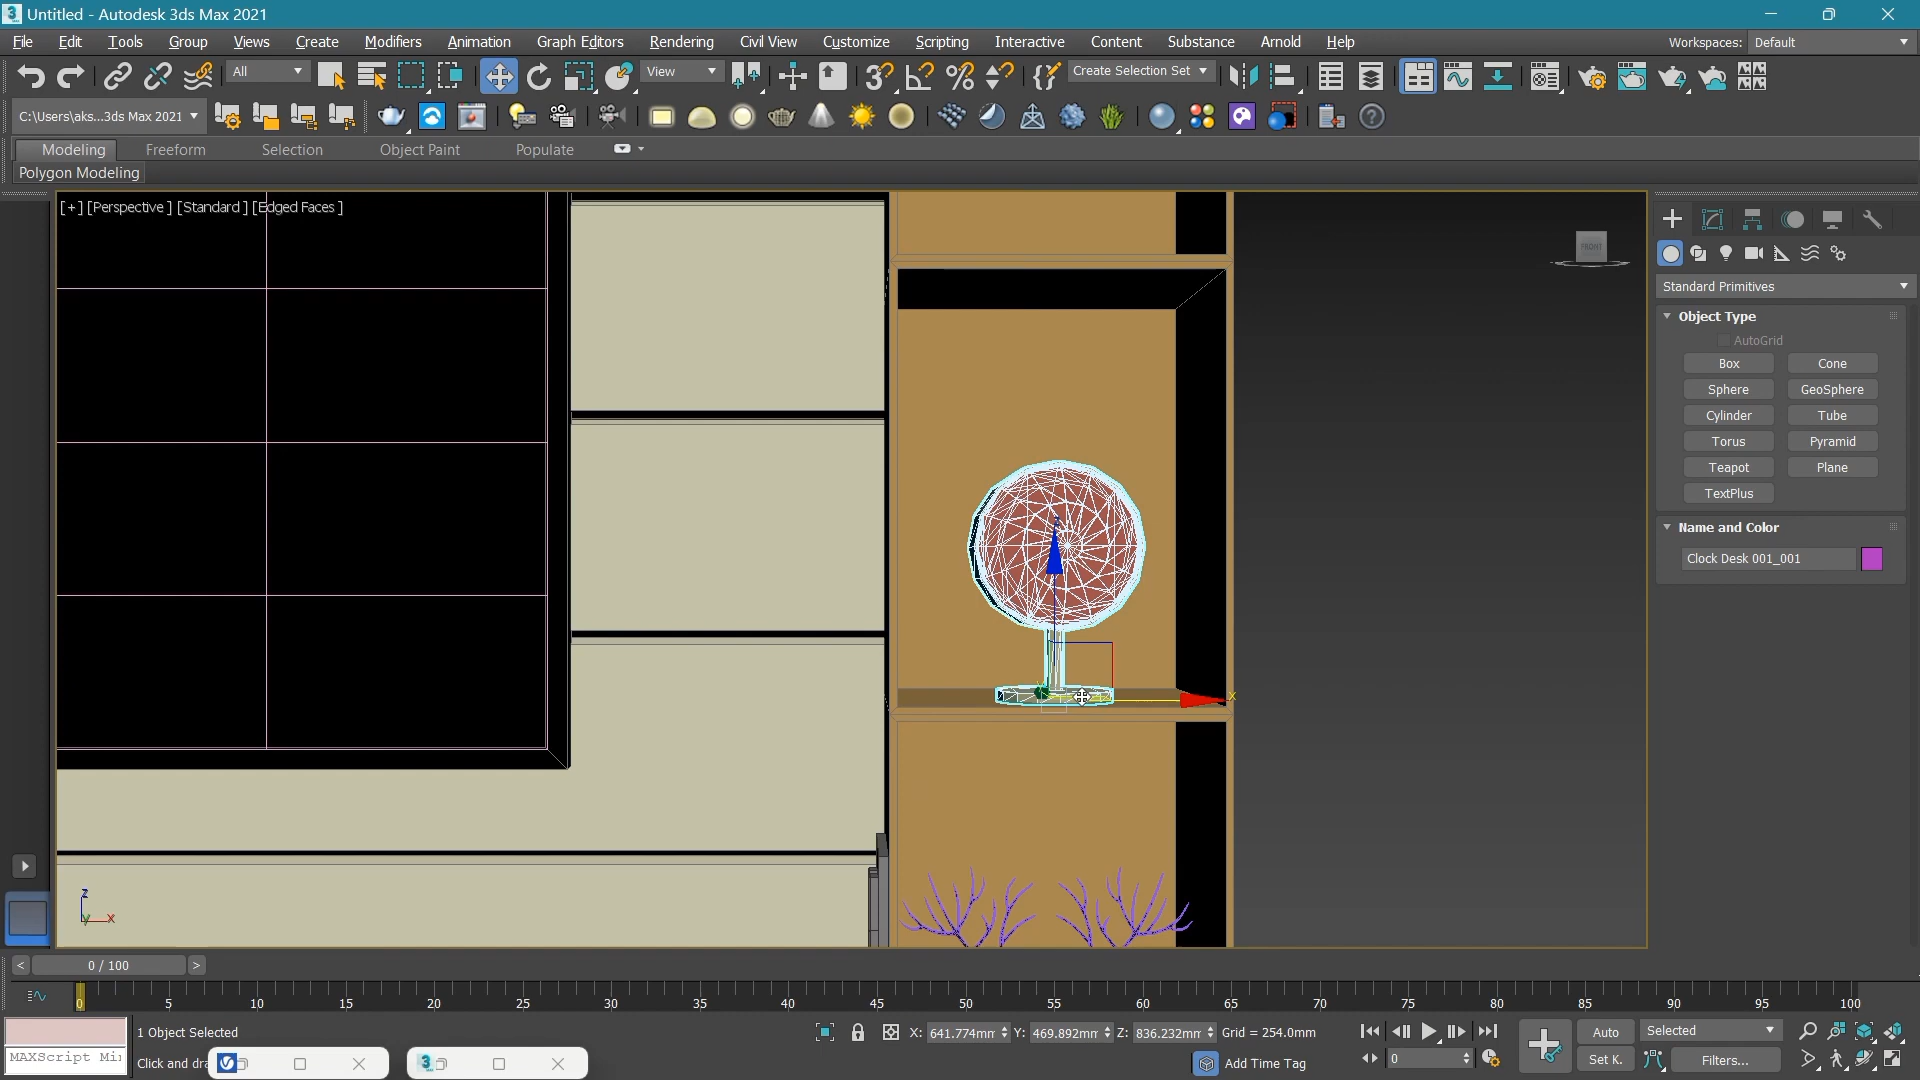 Untitled - Autodesk 3ds Max 2021
File Edit Tools Group Views Create Modifiers Animation Graph Editors Rendering Civil View Customize Scripting Interactive Content Substance Arnold Help Workspaces: Default
All View Create Selection Set
C:\Users\aks...3ds Max 2021
Modeling Freeform Selection Object Paint Populate
Polygon Modeling
[+] [Perspective ] [Standard ] [Edged Faces ]
FRONT
Standard Primitives
Object Type
AutoGrid
Box Cone
Sphere GeoSphere
Cylinder Tube
Torus Pyramid
Teapot Plane
TextPlus
Name and Color
Clock Desk 001_001
z
x
z
y x
< 0 / 100 >
0 5 10 15 20 25 30 35 40 45 50 55 60 65 70 75 80 85 90 95 100
1 Object Selected X: 641.774mm Y: 469.892mm Z: 836.232mm Grid = 254.0mm Auto Selected
MAXScript Mi Click and dra Add Time Tag 0 Set K. Filters...